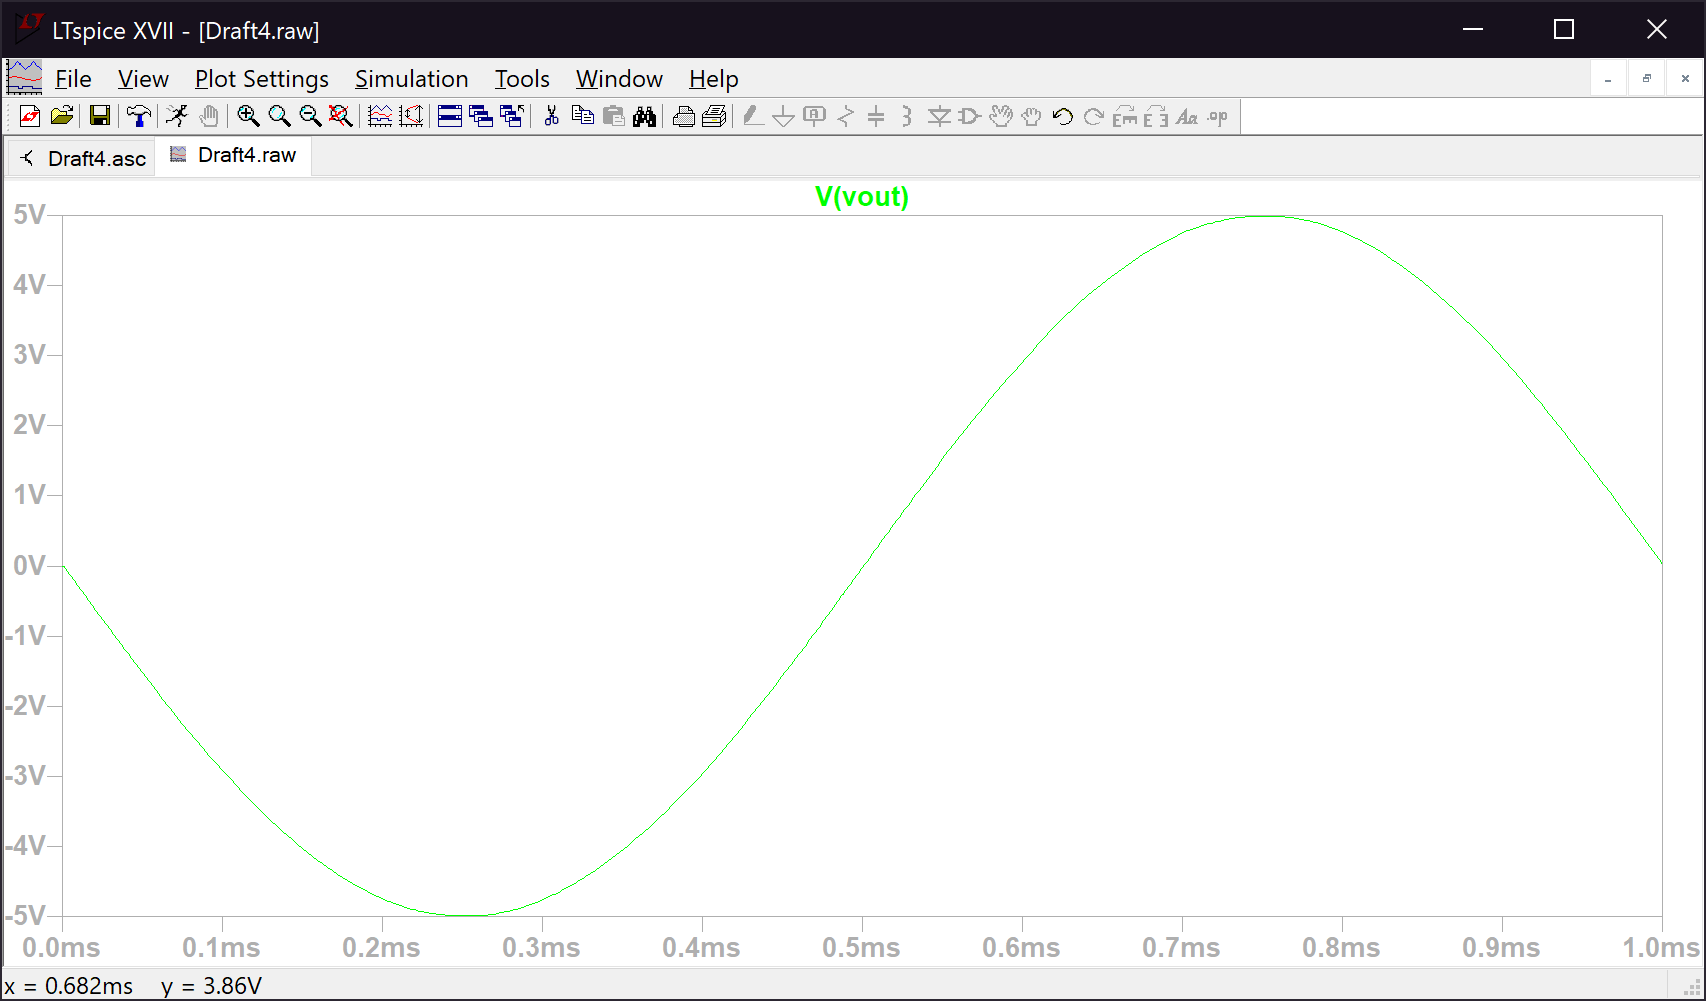 LTspice XVII - [Draft4.raw]
File View Plot Settings Simulation Tools Window Help
Aa .op
Draft4.asc Draft4.raw
V(vout)
5V
4V
3V
2V
1V
0V
-1V
-2V
-3V
-4V
-5V
0.0ms 0.1ms 0.2ms 0.3ms 0.4ms 0.5ms 0.6ms 0.7ms 0.8ms 0.9ms 1.0ms
x = 0.682ms y = 3.86V